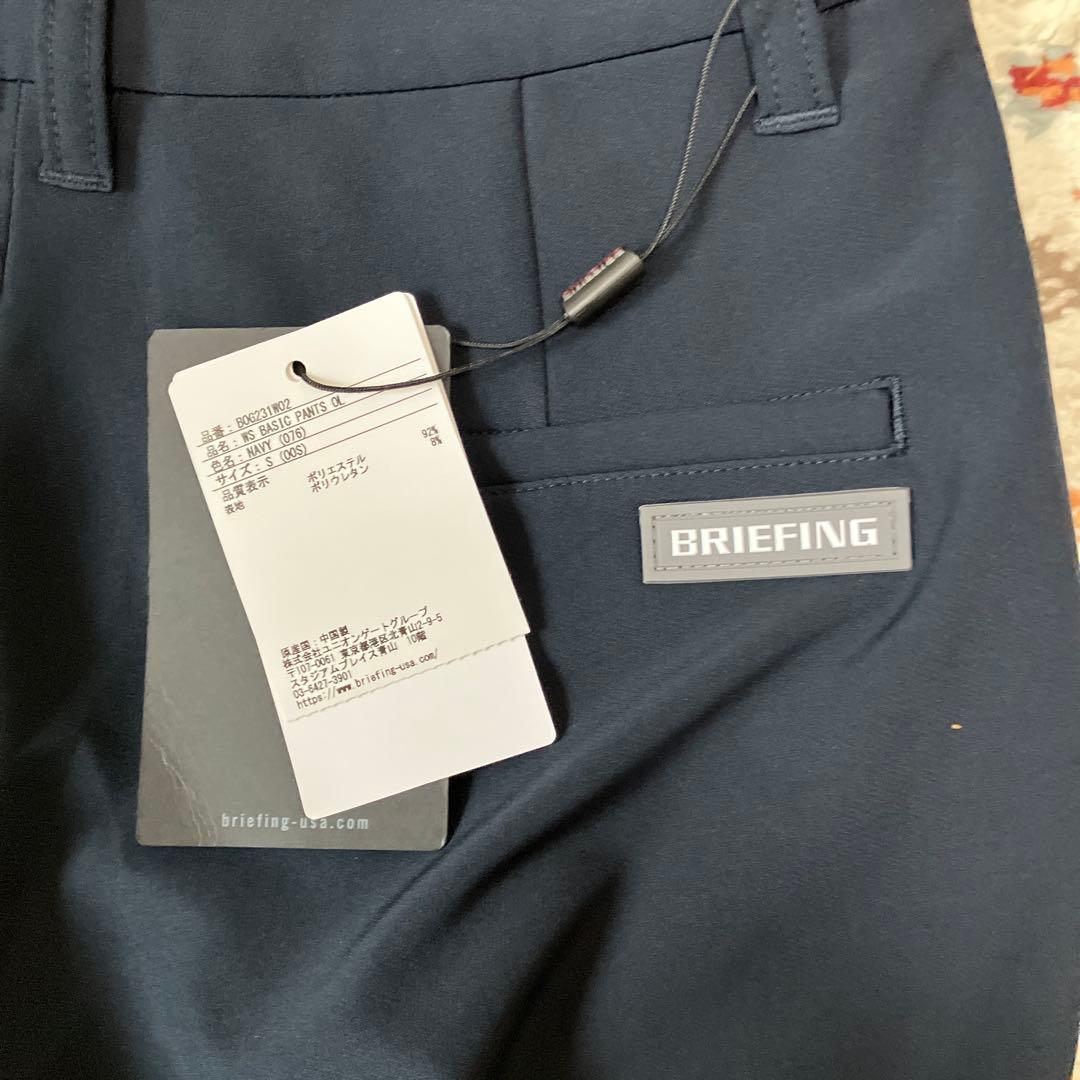 品番：BOG231W02
品名：WS BASIC PANTS OL
色名：NAVY (076)
サイズ：S (00S)
品質表示
表地 ポリエステル 92%
ポリウレタン 8%
原産国：中国製
株式会社ユニオンゲートグループ
〒107-0061 東京都港区北青山2-9-5
スタジアムプレイス青山 10階
03-5427-3901
https://www.briefing-usa.com/
briefing-usa.com
BRIEFING